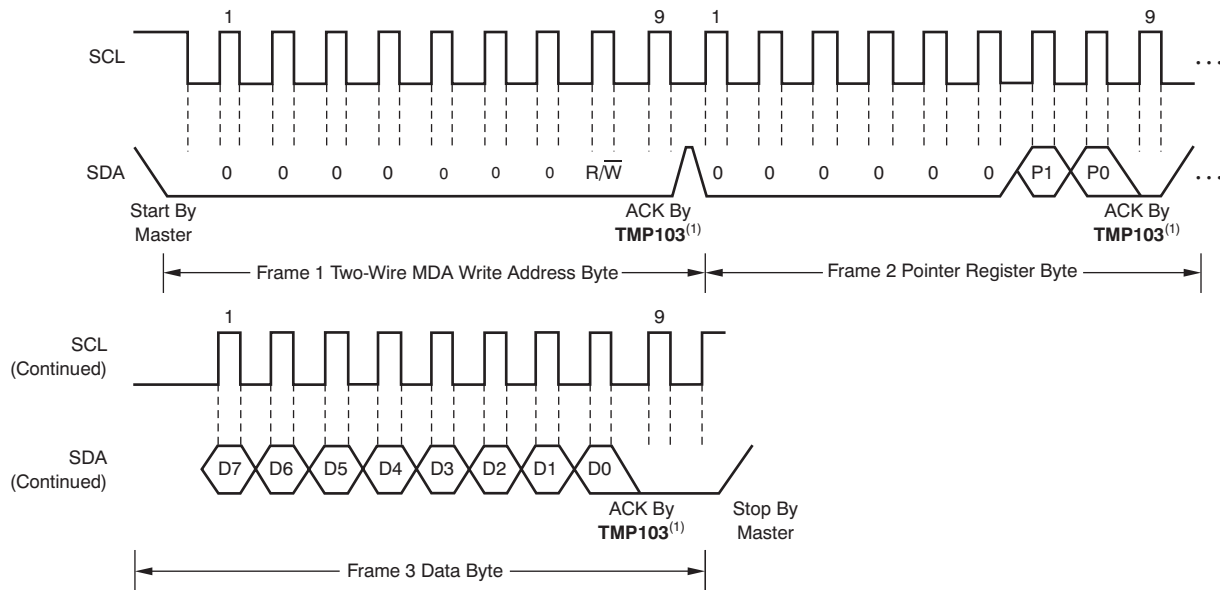 1 9 1 9
SCL ...
SDA 0 0 0 0 0 0 0 R/W̅ 0 0 0 0 0 0 P1 P0 ...
Start By Master
ACK By TMP103(1)
ACK By TMP103(1)
Frame 1 Two-Wire MDA Write Address Byte
Frame 2 Pointer Register Byte
1 9
SCL (Continued)
SDA (Continued)
D7 D6 D5 D4 D3 D2 D1 D0
ACK By TMP103(1)
Stop By Master
Frame 3 Data Byte